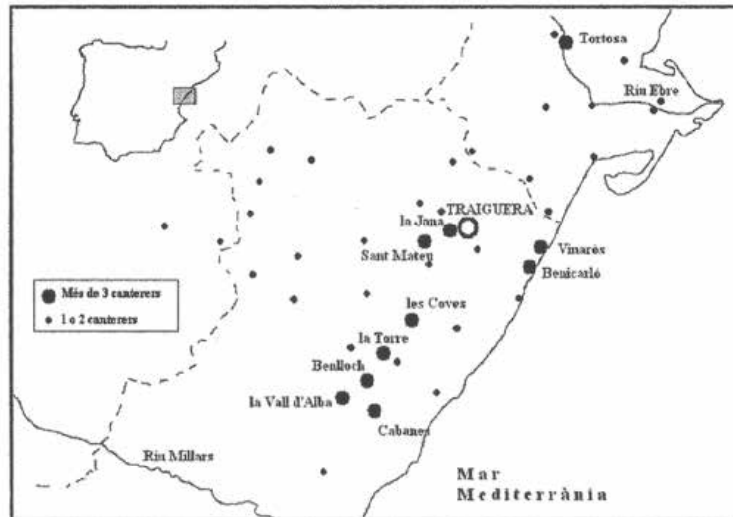 Tortosa
Riu Ebre
TRAIGUERA
la Jana
Sant Mateu
Vinaròs
Benicarló
Més de 3 canterers
1 o 2 canterers
les Coves
la Torre
Benlloch
la Vall d'Alba
Cabanes
Riu Millars
Mar
Mediterrània